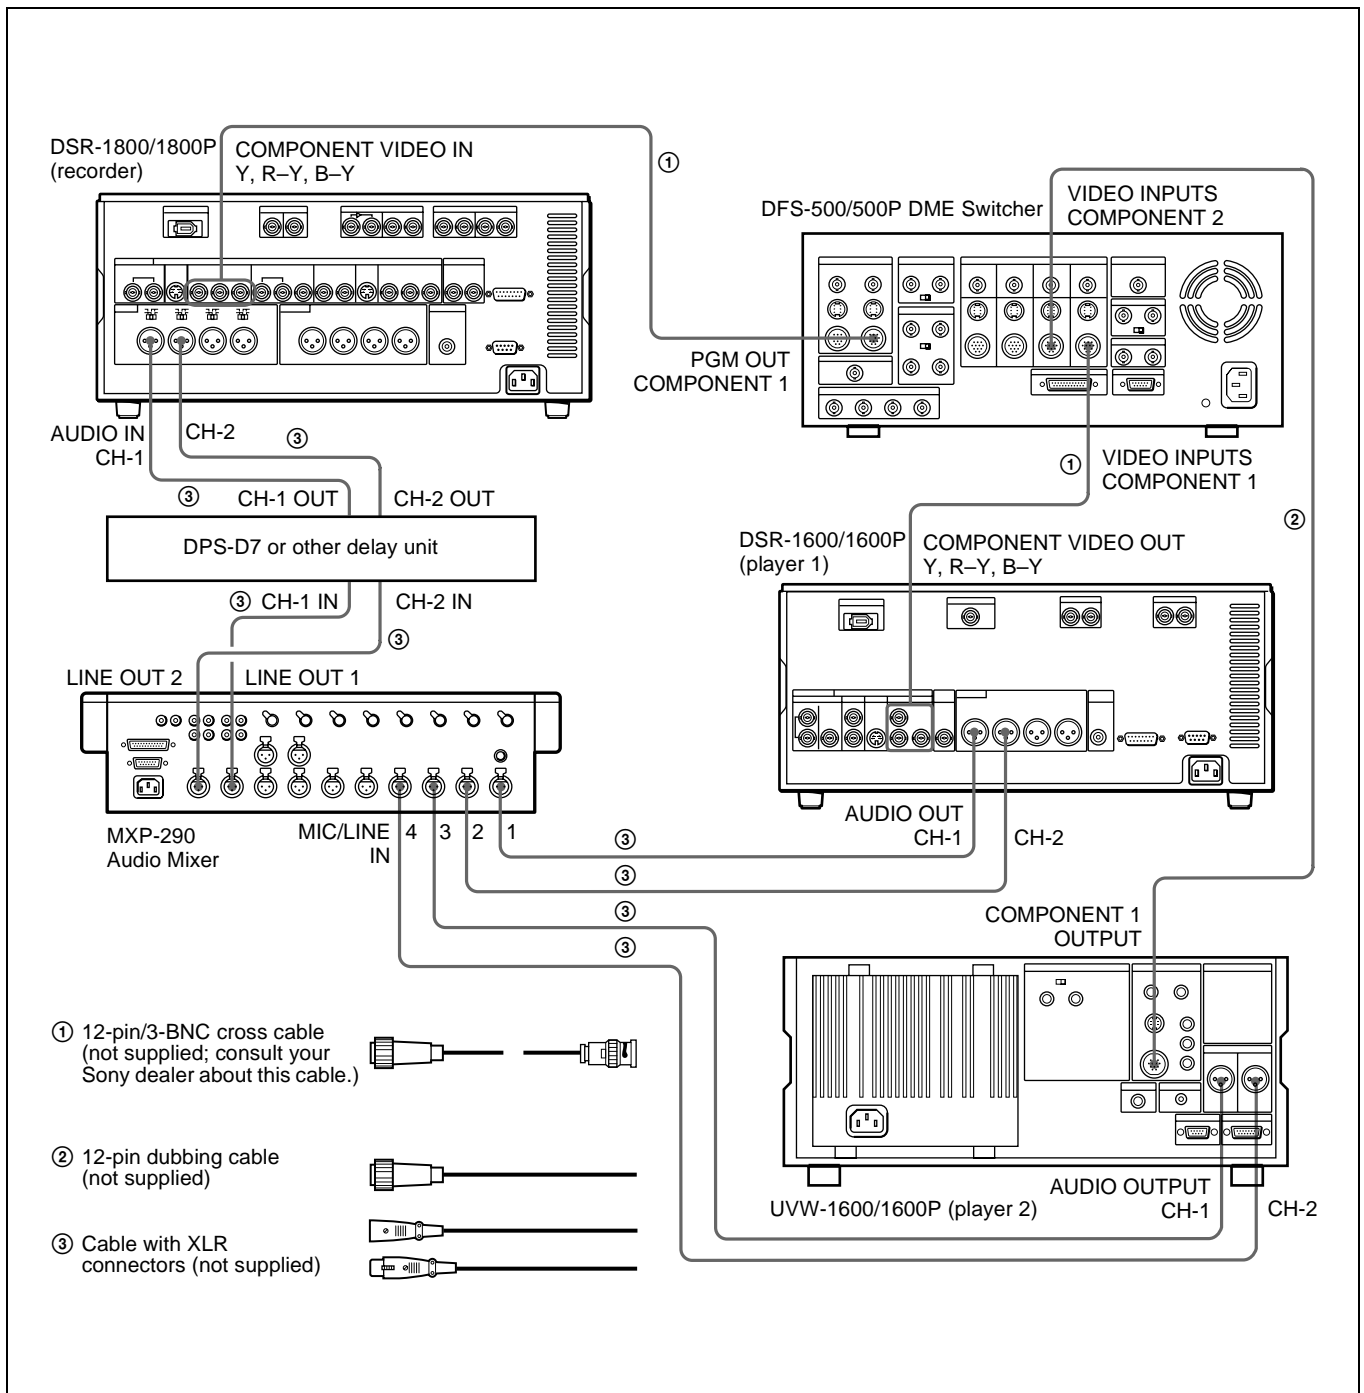 DSR-1800/1800P
(recorder)
COMPONENT VIDEO IN
Y, R–Y, B–Y
①
DFS-500/500P DME Switcher
VIDEO INPUTS
COMPONENT 2
PGM OUT
COMPONENT 1
AUDIO IN
CH-1
CH-2
③
③
CH-1 OUT
CH-2 OUT
①
VIDEO INPUTS
COMPONENT 1
②
DPS-D7 or other delay unit
DSR-1600/1600P
(player 1)
COMPONENT VIDEO OUT
Y, R–Y, B–Y
③ CH-1 IN
CH-2 IN
③
LINE OUT 2
LINE OUT 1
MXP-290
Audio Mixer
MIC/LINE
IN
4
3
2
1
AUDIO OUT
CH-1
CH-2
③
③
③
③
COMPONENT 1
OUTPUT
① 12-pin/3-BNC cross cable
(not supplied; consult your
Sony dealer about this cable.)
② 12-pin dubbing cable
(not supplied)
③ Cable with XLR
connectors (not supplied)
UVW-1600/1600P (player 2)
AUDIO OUTPUT
CH-1
CH-2